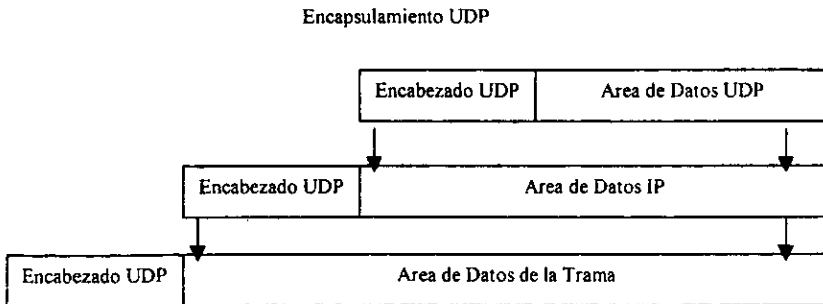 Encapsulamiento UDP
Encabezado UDP Area de Datos UDP
Encabezado UDP Area de Datos IP
Encabezado UDP Area de Datos de la Trama